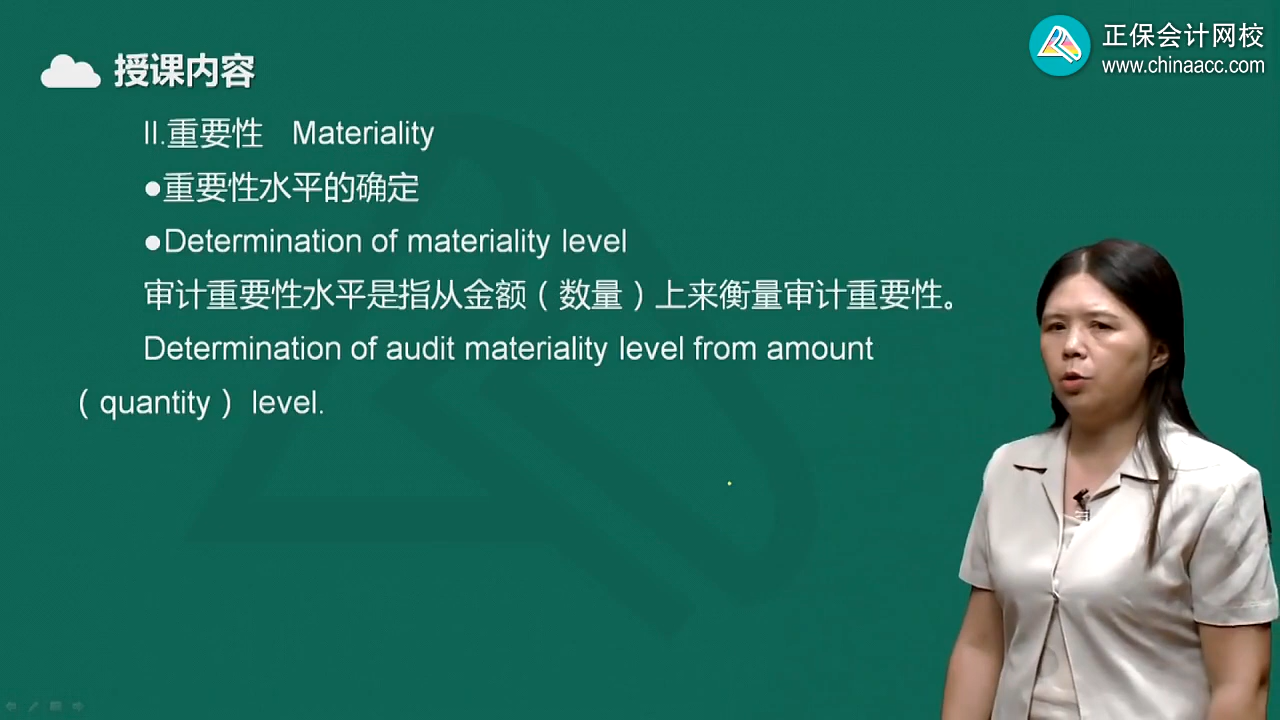 正保会计网校
www.chinaacc.com
授课内容
II.重要性 Materiality
●重要性水平的确定
●Determination of materiality level
审计重要性水平是指从金额（数量）上来衡量审计重要性。
Determination of audit materiality level from amount
（quantity） level.